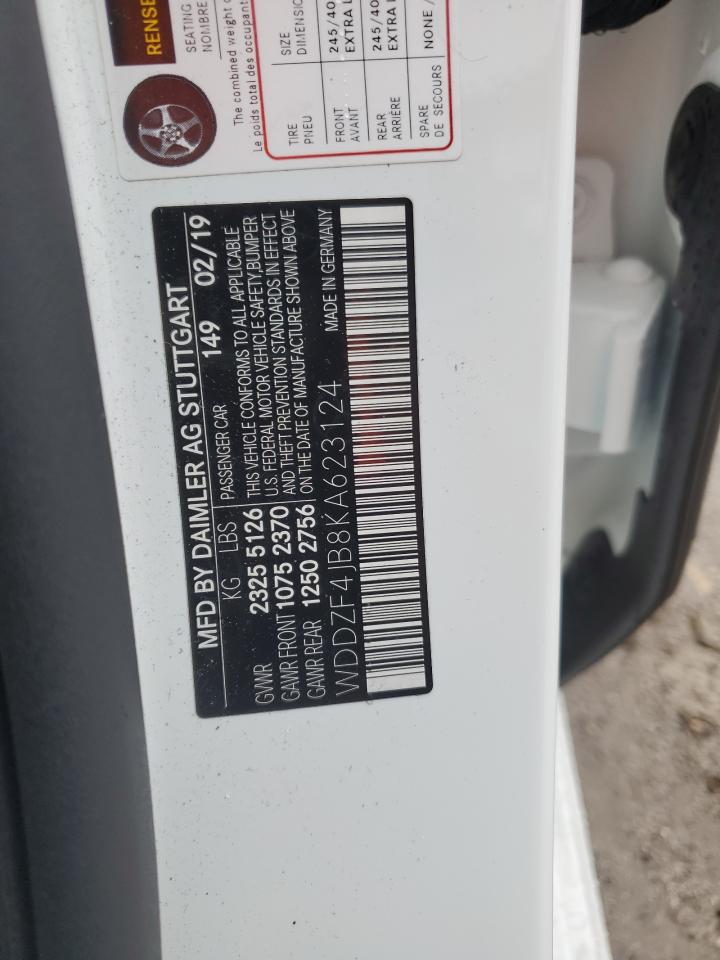 MFD BY DAIMLER AG STUTTGART
149 02/19
KG LBS PASSENGER CAR
GVWR 2325 5126
GAWR FRONT 1075 2370
GAWR REAR 1250 2756
THIS VEHICLE CONFORMS TO ALL APPLICABLE
U.S. FEDERAL MOTOR VEHICLE SAFETY,BUMPER
AND THEFT PREVENTION STANDARDS IN EFFECT
ON THE DATE OF MANUFACTURE SHOWN ABOVE
WDDZF4JB8KA623124 MADE IN GERMANY
RENSE
SEATING
NOMBRE
The combined weight
Le poids total des occupant
TIRE SIZE
PNEU DIMENSIO
FRONT 245/40
AVANT EXTRA L
REAR 245/40
ARRIÈRE EXTRA
SPARE NONE /
DE SECOURS